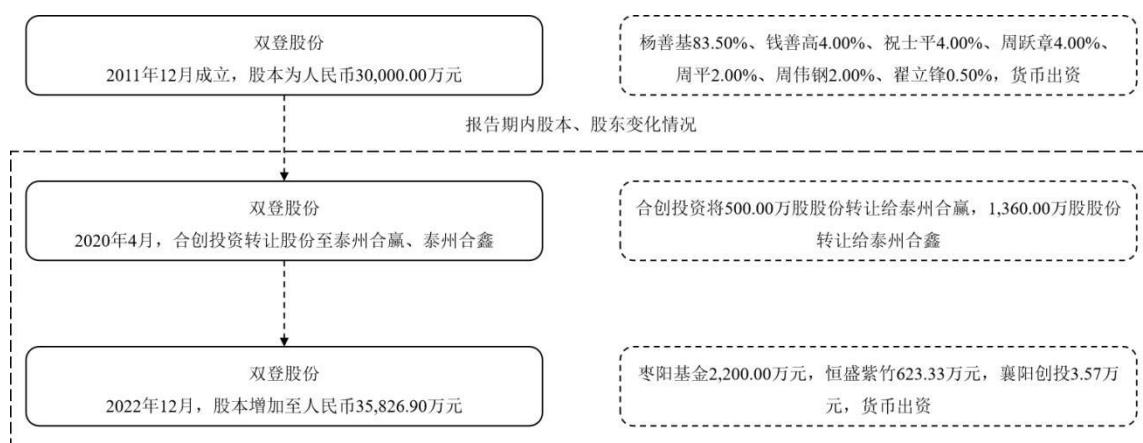 双登股份
2011年12月成立，股本为人民币30,000.00万元
杨善基83.50%、钱善高4.00%、祝士平4.00%、周跃章4.00%、
周平2.00%、周伟钢2.00%、翟立锋0.50%，货币出资
报告期内股本、股东变化情况
双登股份
2020年4月，合创投资转让股份至泰州合赢、泰州合鑫
合创投资将500.00万股股份转让给泰州合赢，1,360.00万股股份
转让给泰州合鑫
双登股份
2022年12月，股本增加至人民币35,826.90万元
枣阳基金2,200.00万元，恒盛紫竹623.33万元，襄阳创投3.57万
元，货币出资